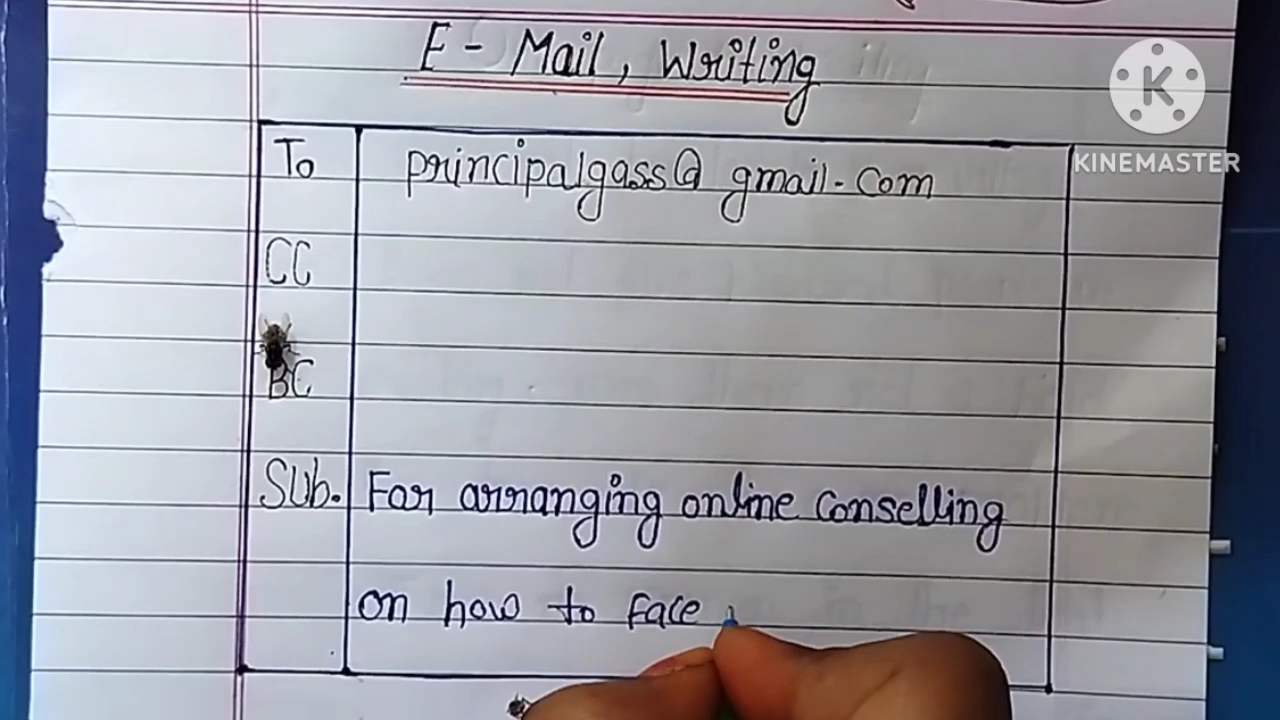 E - Mail, Writing
K
KINEMASTER
To principalgass@ gmail-com
CC
BC
Sub. For arranging online conselling
on how to face